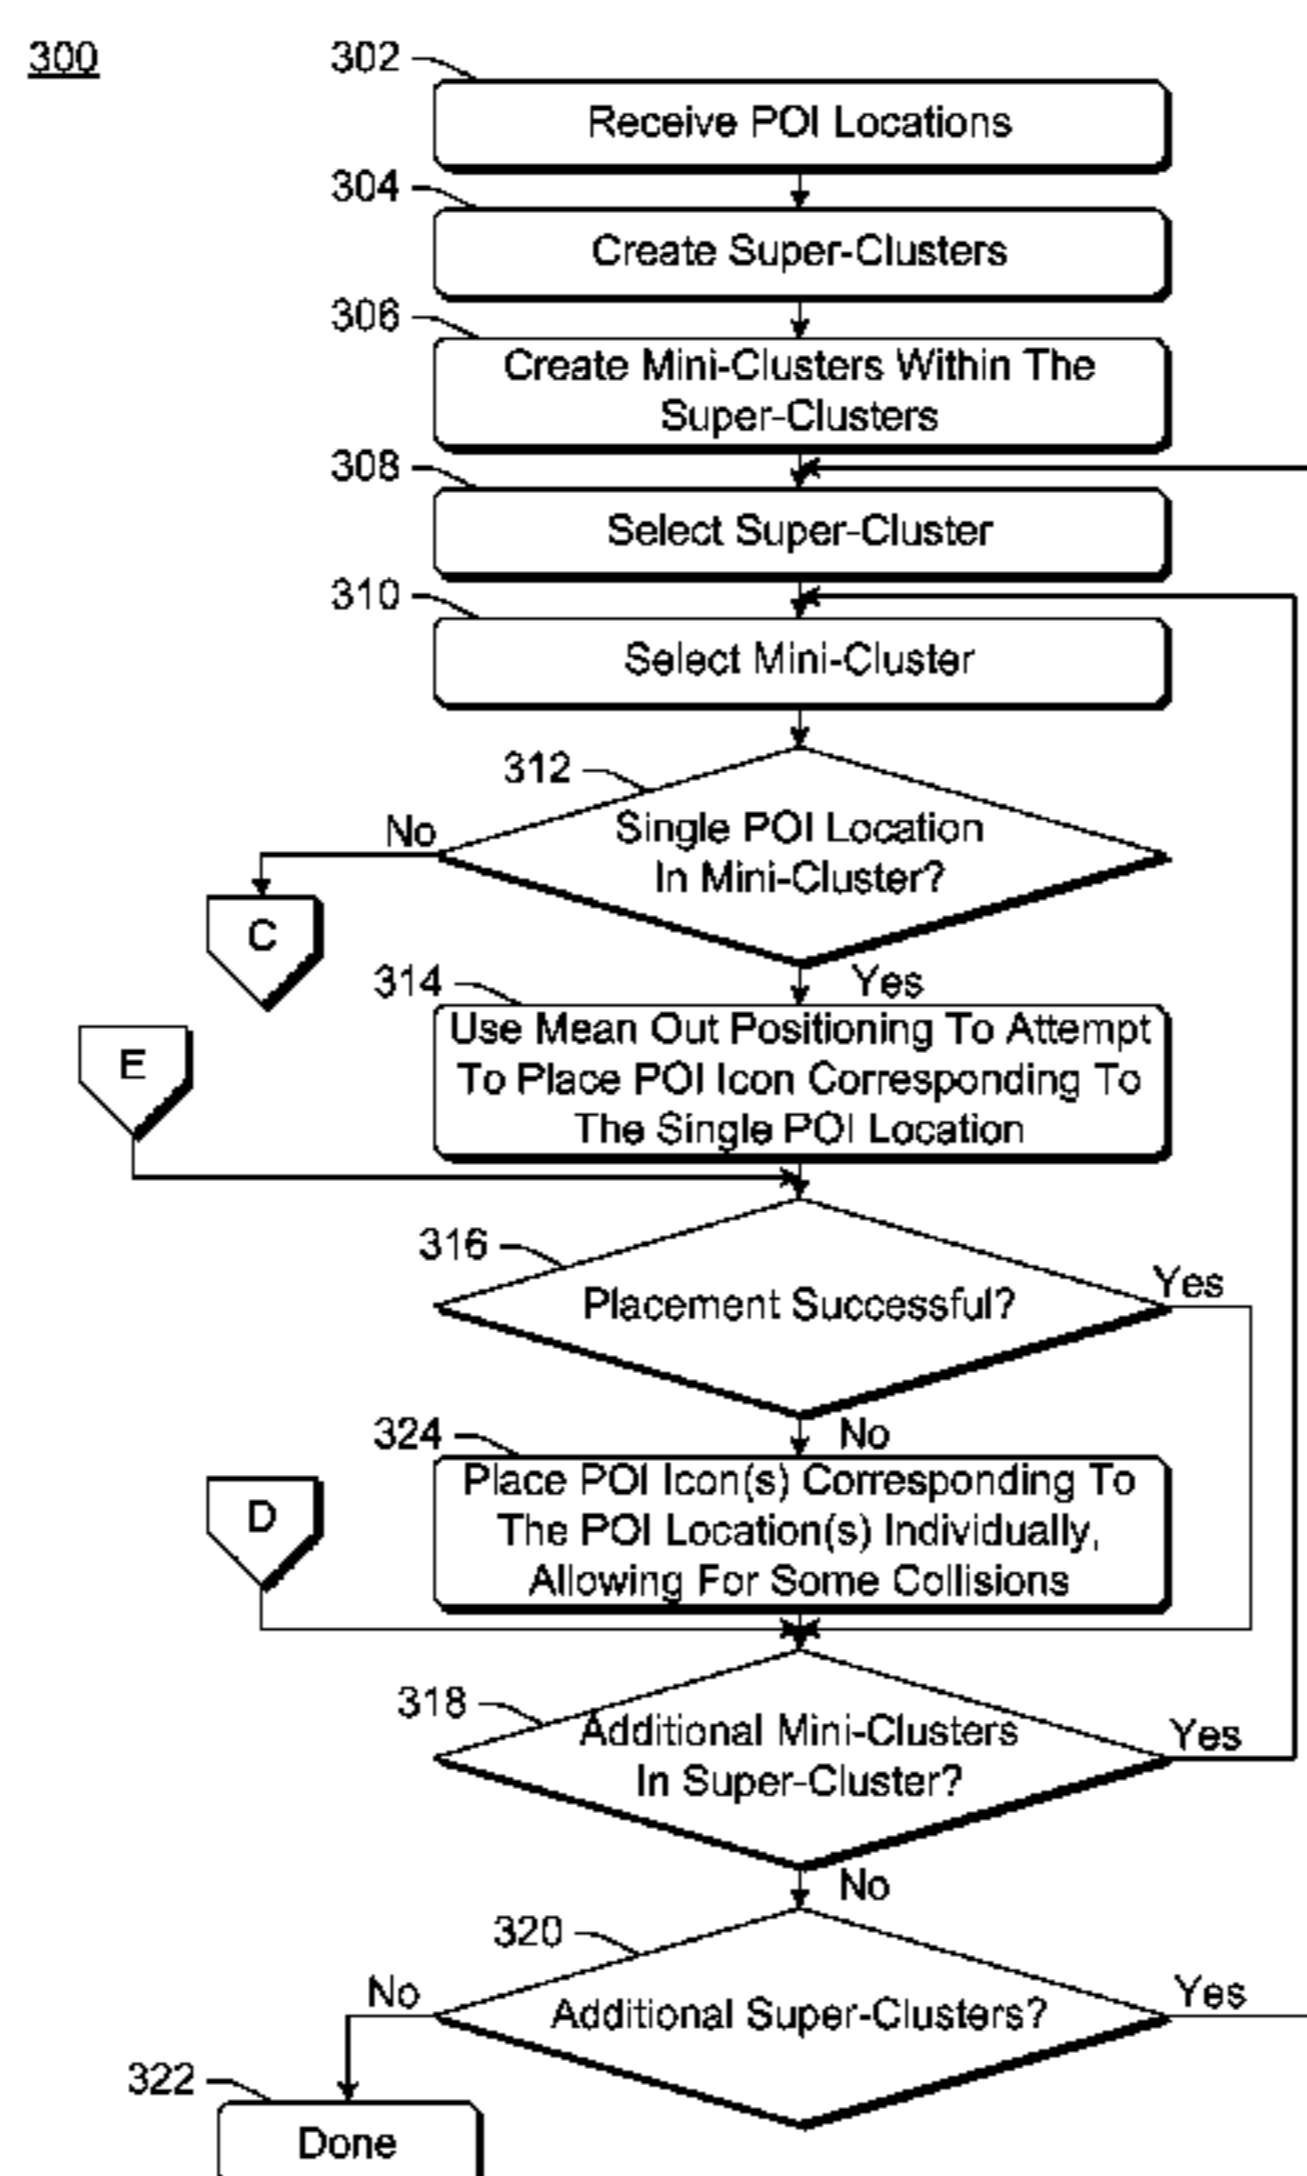 300
302
Receive POI Locations
304
Create Super-Clusters
306
Create Mini-Clusters Within The
Super-Clusters
308
Select Super-Cluster
310
Select Mini-Cluster
312
Single POI Location
In Mini-Cluster?
No
C
Yes
314
Use Mean Out Positioning To Attempt
To Place POI Icon Corresponding To
The Single POI Location
E
316
Placement Successful?
Yes
No
324
Place POI Icon(s) Corresponding To
The POI Location(s) Individually,
Allowing For Some Collisions
D
318
Additional Mini-Clusters
In Super-Cluster?
Yes
No
320
Additional Super-Clusters?
No
Yes
322
Done